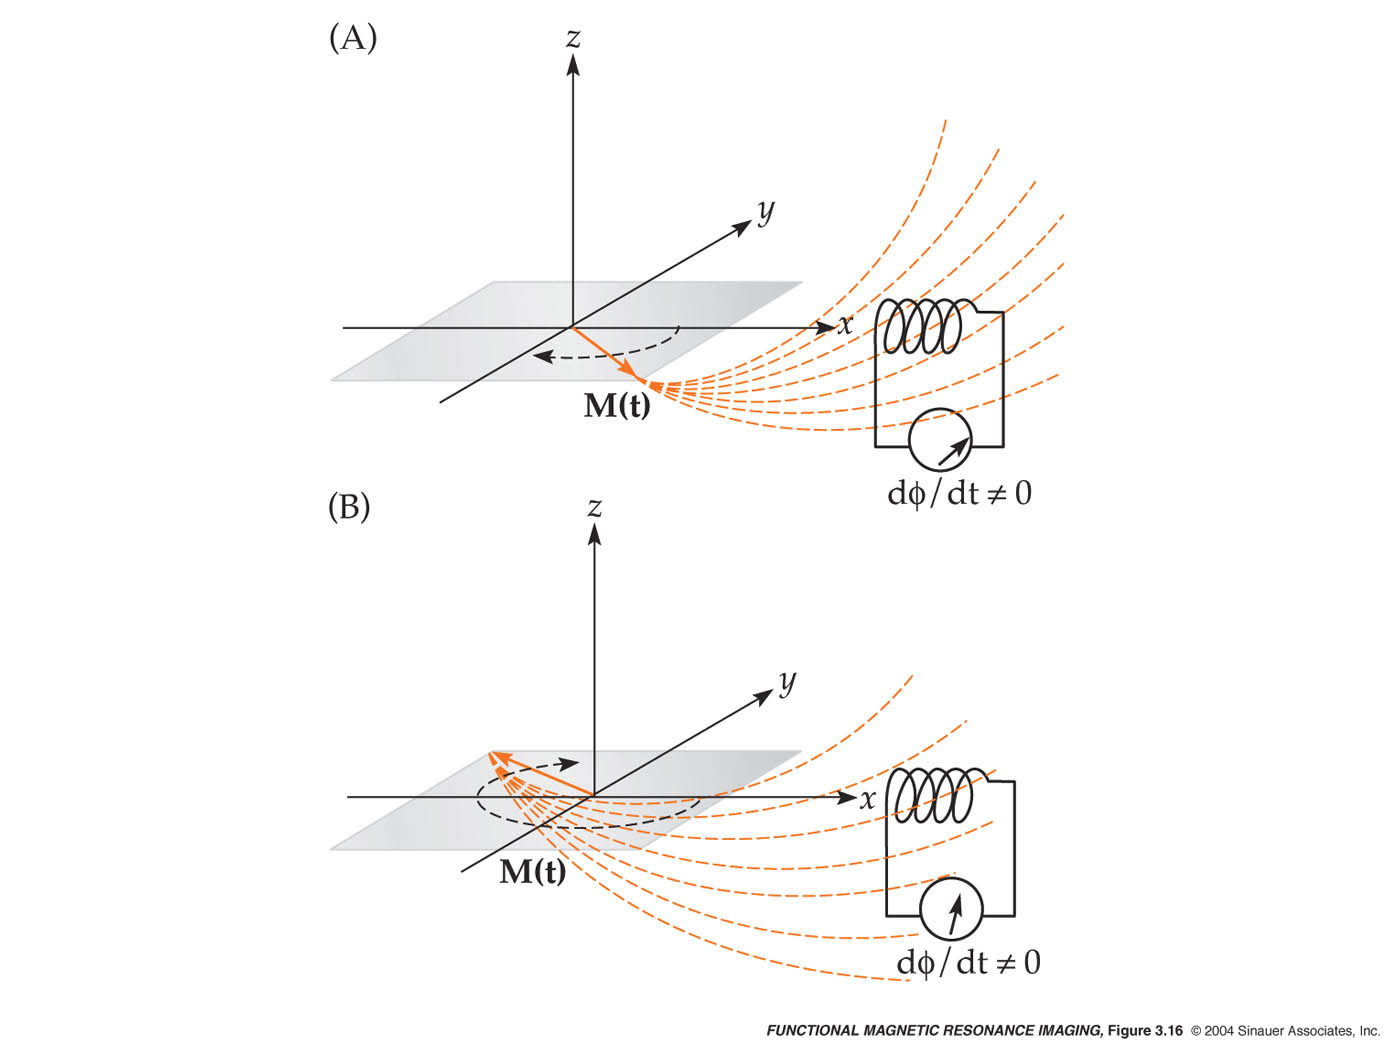 (A)
z
y
x
M(t)
dϕ/dt ≠ 0
(B)
z
y
x
M(t)
dϕ/dt ≠ 0
FUNCTIONAL MAGNETIC RESONANCE IMAGING, Figure 3.16 © 2004 Sinauer Associates, Inc.